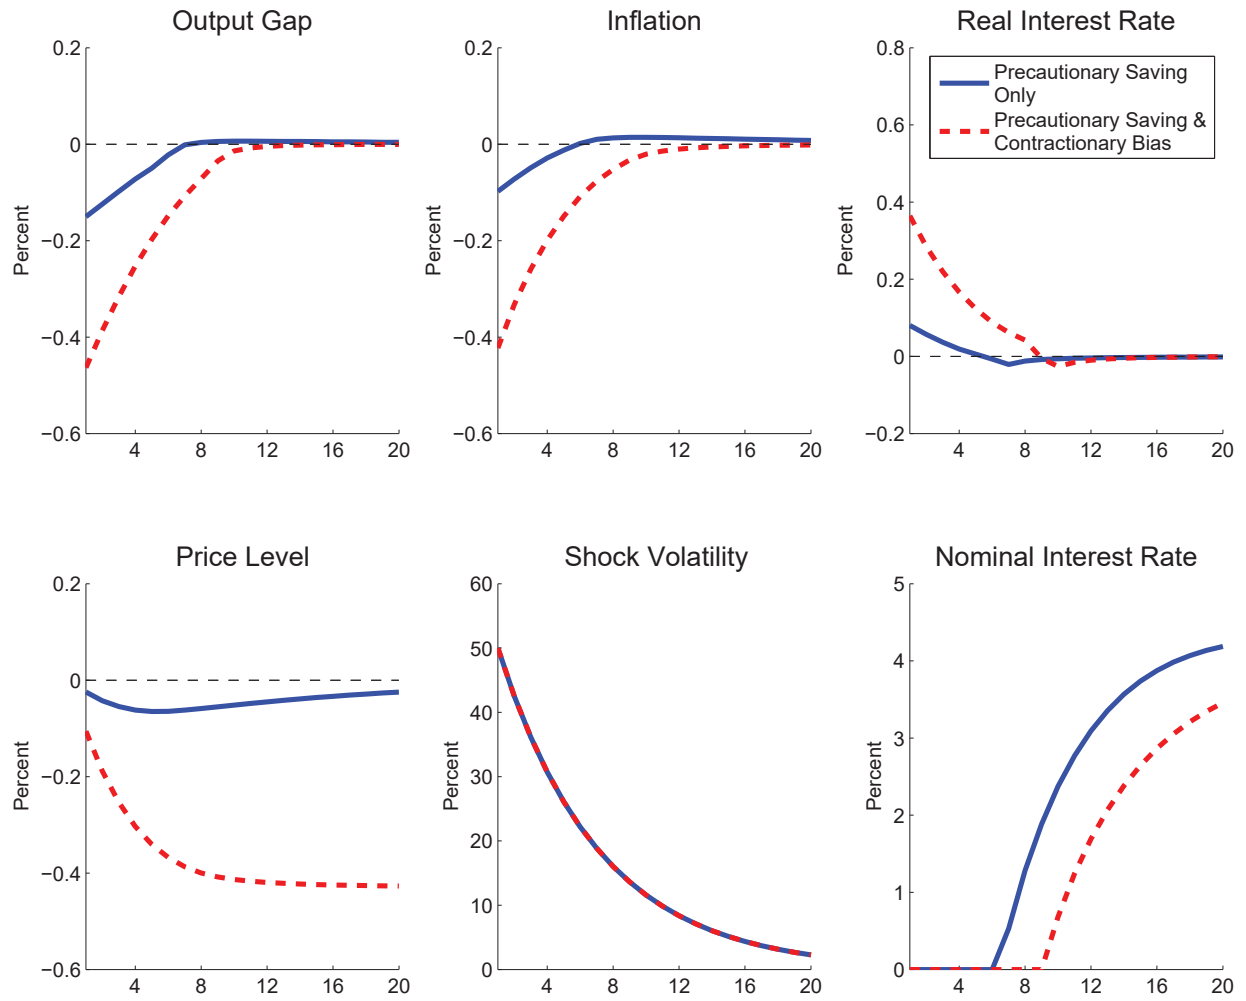 Output Gap
Percent
0.2
0
−0.2
−0.4
−0.6
4 8 12 16 20
Inflation
Percent
0.2
0
−0.2
−0.4
−0.6
4 8 12 16 20
Real Interest Rate
Percent
0.8
0.6
0.4
0.2
0
−0.2
4 8 12 16 20
Precautionary Saving
Only
Precautionary Saving &
Contractionary Bias
Price Level
Percent
0.2
0
−0.2
−0.4
−0.6
4 8 12 16 20
Shock Volatility
Percent
60
50
40
30
20
10
0
4 8 12 16 20
Nominal Interest Rate
Percent
5
4
3
2
1
0
4 8 12 16 20